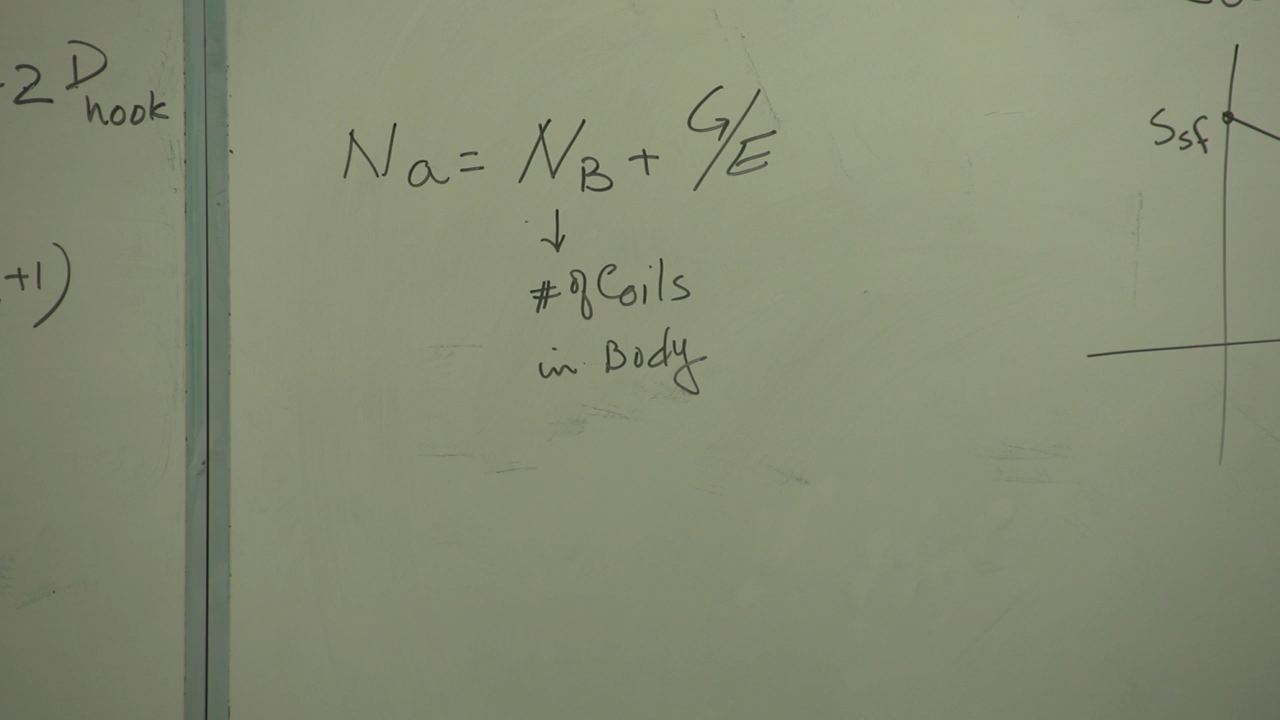 2 D hook
+1)
Na = NB + G/E
↓
# of Coils
in Body
Ssf